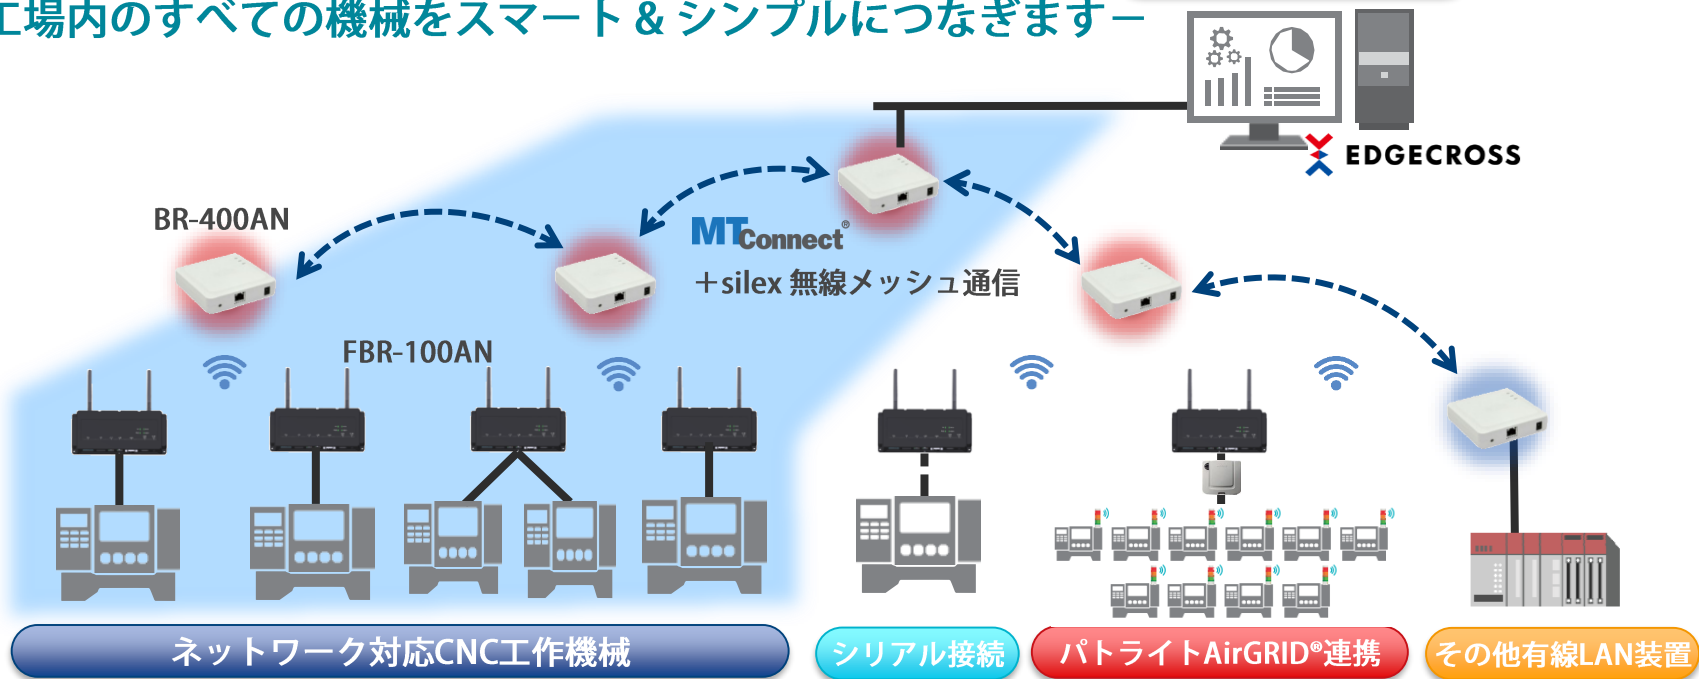 工場内のすべての機械をスマート & シンプルにつなぎますー
EDGECROSS
BR-400AN
MTConnect®
＋silex 無線メッシュ通信
FBR-100AN
ネットワーク対応CNC工作機械
シリアル接続
パトライトAirGRID®連携
その他有線LAN装置